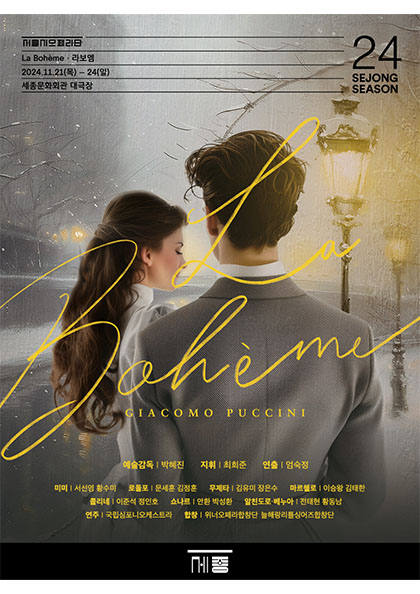 서울시오페라단
La Bohème · 라보엠
2024.11.21(목) – 24(일)
세종문화회관 대극장
24
SEJONG
SEASON
La
Bohème
GIACOMO PUCCINI
예술감독 | 박혜진 지휘 | 최희준 연출 | 엄숙정
미미 | 서선영 황수미 로돌포 | 문세훈 김정훈 무제타 | 김유미 장은수 마르첼로 | 이승왕 김태한
콜리네 | 이준석 정인호 쇼나르 | 안환 박성환 알친도로·베누아 | 전태현 황동남
연주 | 국립심포니오케스트라 합창 | 위너오페라합창단 늘해랑리틀싱어즈합창단
세종